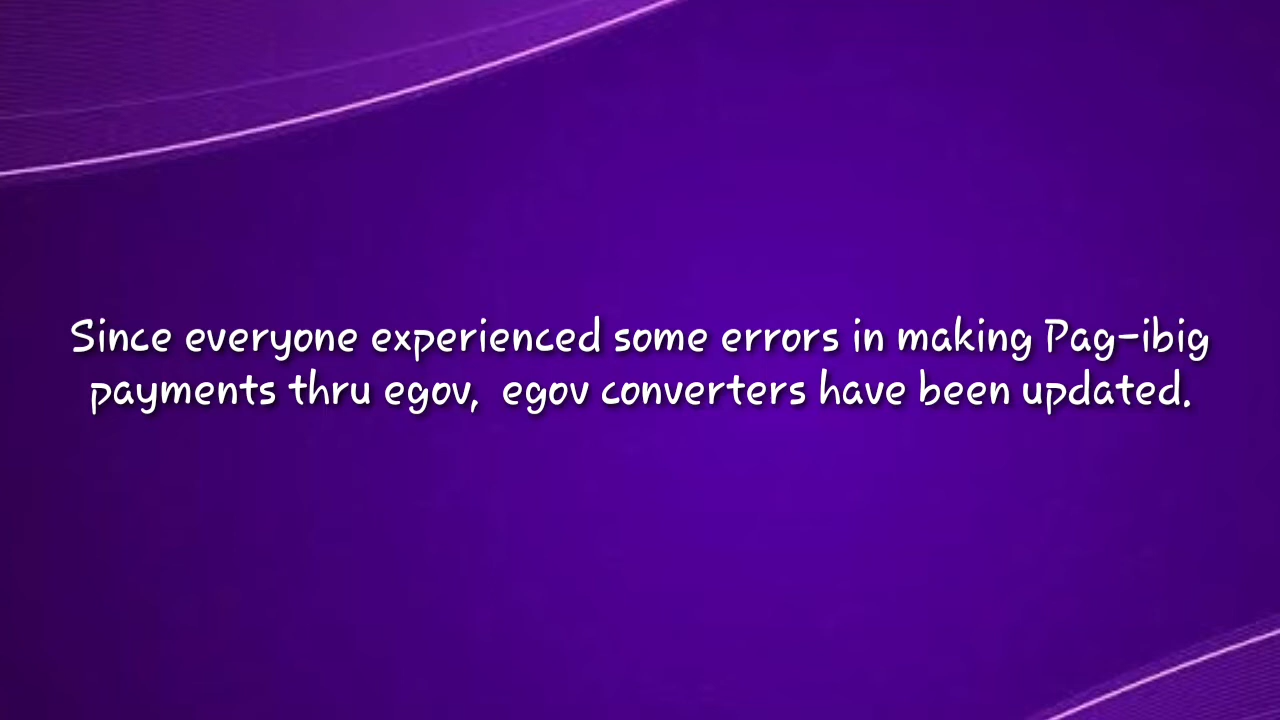 Since everyone experienced some errors in making Pag-ibig
payments thru egov,  egov converters have been updated.